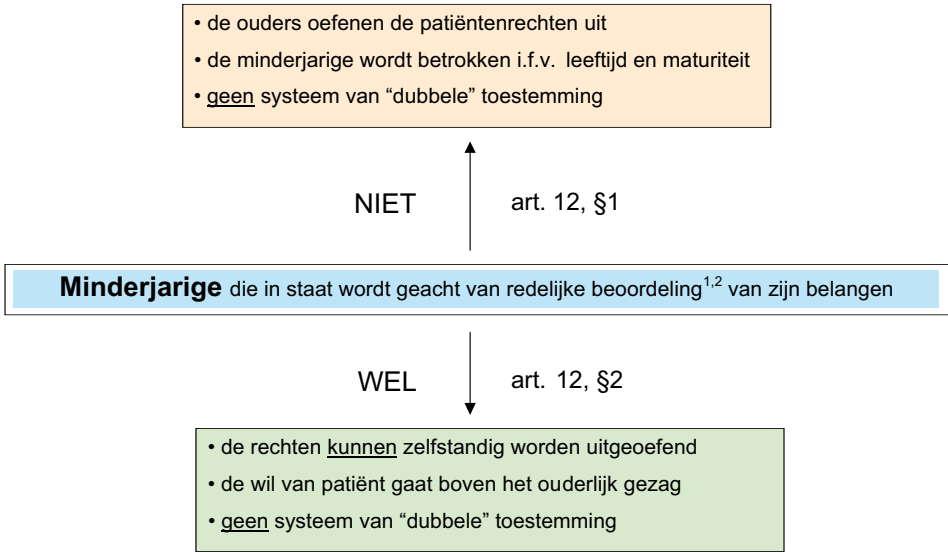 • de ouders oefenen de patiëntenrechten uit
• de minderjarige wordt betrokken i.f.v. leeftijd en maturiteit
• geen systeem van “dubbele” toestemming
NIET art. 12, §1
Minderjarige die in staat wordt geacht van redelijke beoordeling1,2 van zijn belangen
WEL art. 12, §2
• de rechten kunnen zelfstandig worden uitgeoefend
• de wil van patiënt gaat boven het ouderlijk gezag
• geen systeem van “dubbele” toestemming